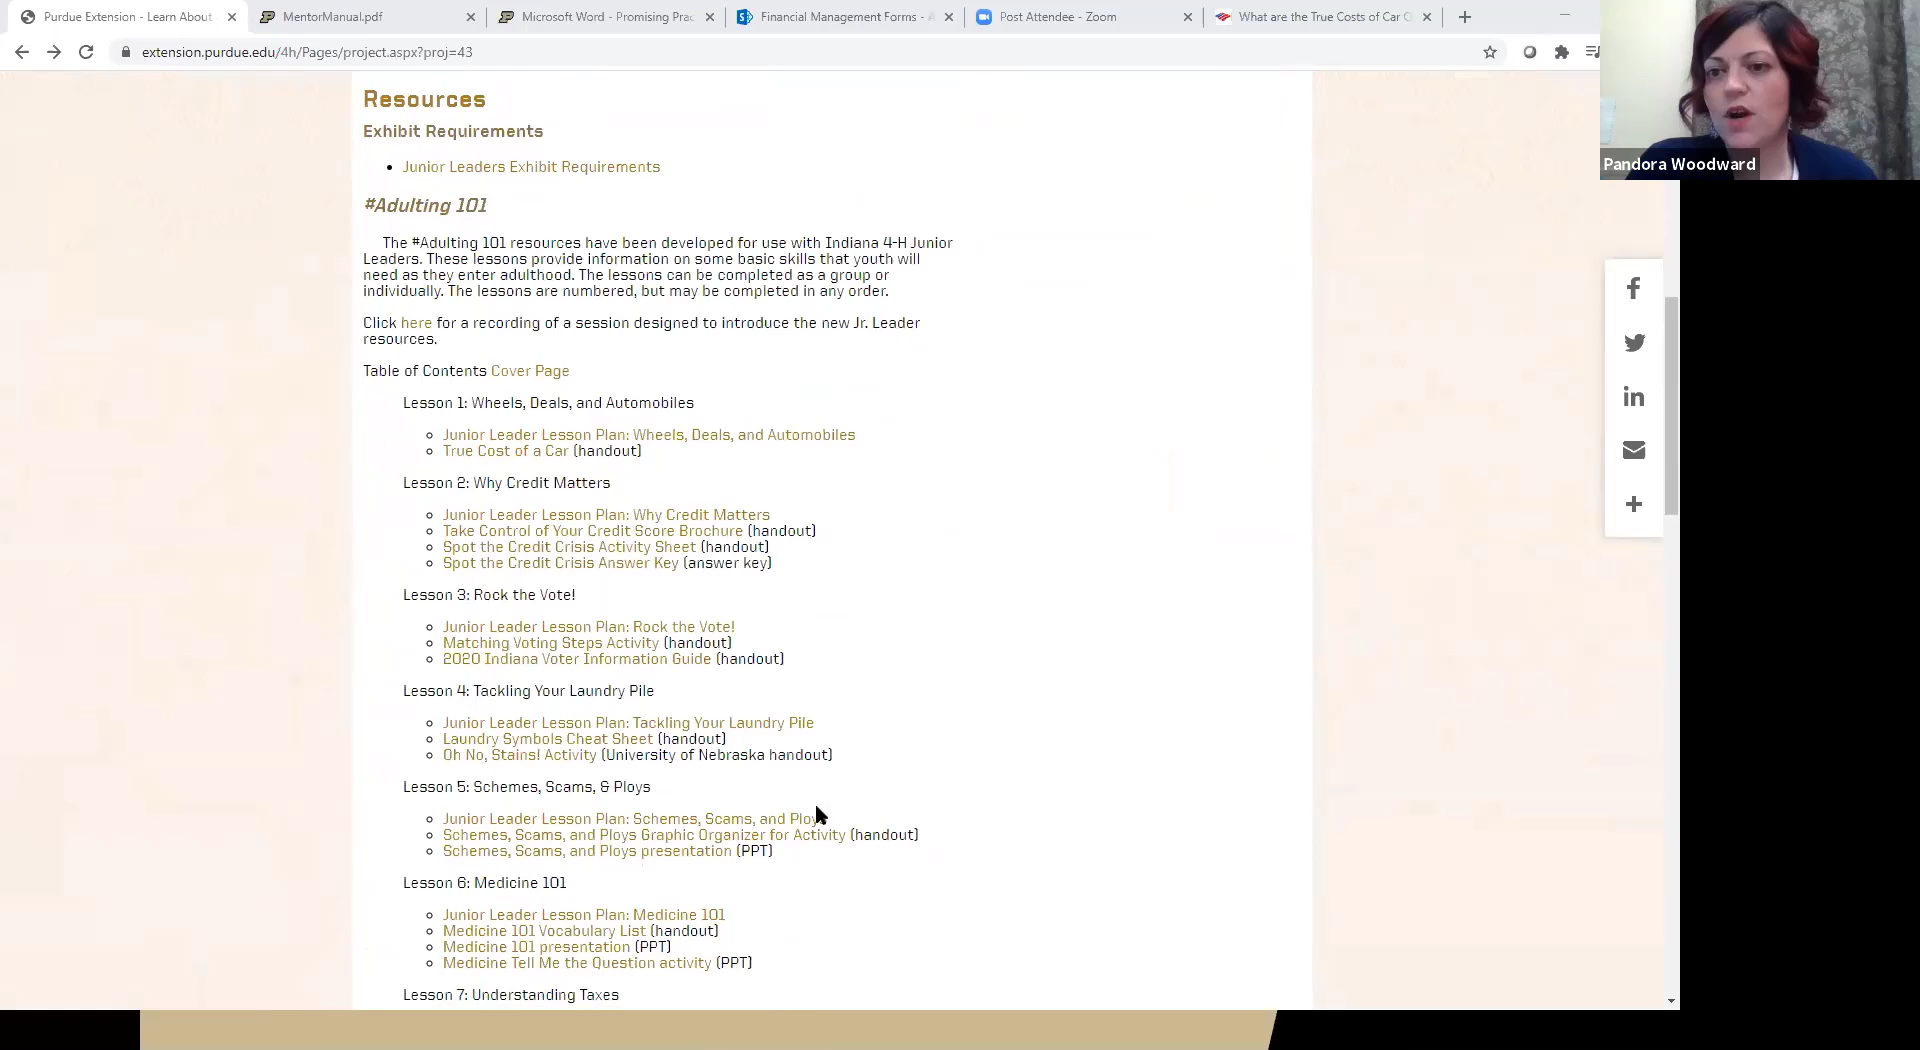 Purdue Extension - Learn About
MentorManual.pdf
Microsoft Word - Promising Prac
Financial Management Forms - A
Post Attendee - Zoom
What are the True Costs of Car O
extension.purdue.edu/4h/Pages/project.aspx?proj=43
Pandora Woodward
Resources
Exhibit Requirements
Junior Leaders Exhibit Requirements
#Adulting 101
The #Adulting 101 resources have been developed for use with Indiana 4-H Junior
Leaders. These lessons provide information on some basic skills that youth will
need as they enter adulthood. The lessons can be completed as a group or
individually. The lessons are numbered, but may be completed in any order.
Click here for a recording of a session designed to introduce the new Jr. Leader
resources.
Table of Contents Cover Page
Lesson 1: Wheels, Deals, and Automobiles
Junior Leader Lesson Plan: Wheels, Deals, and Automobiles
True Cost of a Car (handout)
Lesson 2: Why Credit Matters
Junior Leader Lesson Plan: Why Credit Matters
Take Control of Your Credit Score Brochure (handout)
Spot the Credit Crisis Activity Sheet (handout)
Spot the Credit Crisis Answer Key (answer key)
Lesson 3: Rock the Vote!
Junior Leader Lesson Plan: Rock the Vote!
Matching Voting Steps Activity (handout)
2020 Indiana Voter Information Guide (handout)
Lesson 4: Tackling Your Laundry Pile
Junior Leader Lesson Plan: Tackling Your Laundry Pile
Laundry Symbols Cheat Sheet (handout)
Oh No, Stains! Activity (University of Nebraska handout)
Lesson 5: Schemes, Scams, & Ploys
Junior Leader Lesson Plan: Schemes, Scams, and Ploy
Schemes, Scams, and Ploys Graphic Organizer for Activity (handout)
Schemes, Scams, and Ploys presentation (PPT)
Lesson 6: Medicine 101
Junior Leader Lesson Plan: Medicine 101
Medicine 101 Vocabulary List (handout)
Medicine 101 presentation (PPT)
Medicine Tell Me the Question activity (PPT)
Lesson 7: Understanding Taxes